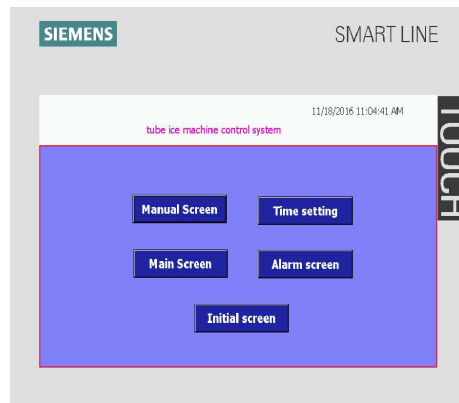 SIEMENS
SMART LINE
TOUCH
11/18/2016 11:04:41 AM
tube ice machine control system
Manual Screen
Time setting
Main Screen
Alarm screen
Initial screen